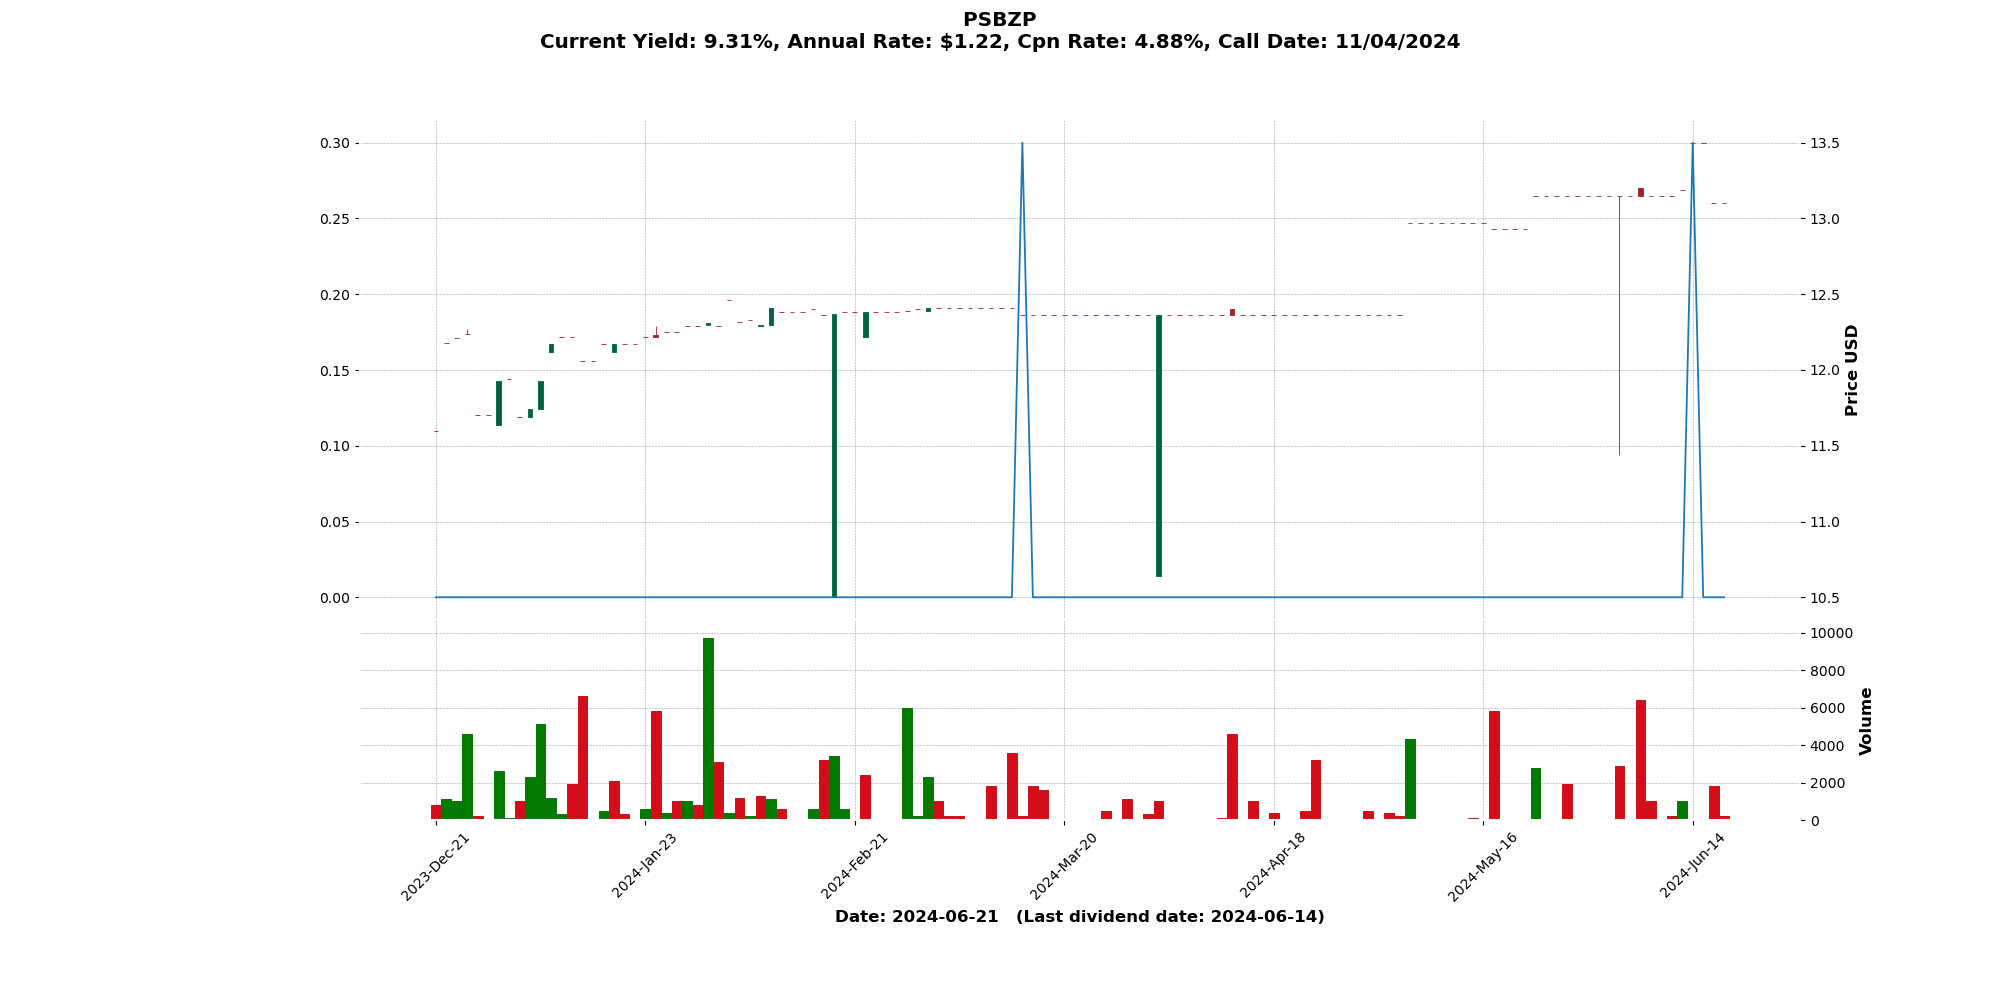 PSBZP
Current Yield: 9.31%, Annual Rate: $1.22, Cpn Rate: 4.88%, Call Date: 11/04/2024
0.30
0.25
0.20
0.15
0.10
0.05
0.00
13.5
13.0
12.5
12.0
11.5
11.0
10.5
Price USD
10000
8000
6000
4000
2000
0
Volume
2023-Dec-21
2024-Jan-23
2024-Feb-21
2024-Mar-20
2024-Apr-18
2024-May-16
2024-Jun-14
Date: 2024-06-21 (Last dividend date: 2024-06-14)